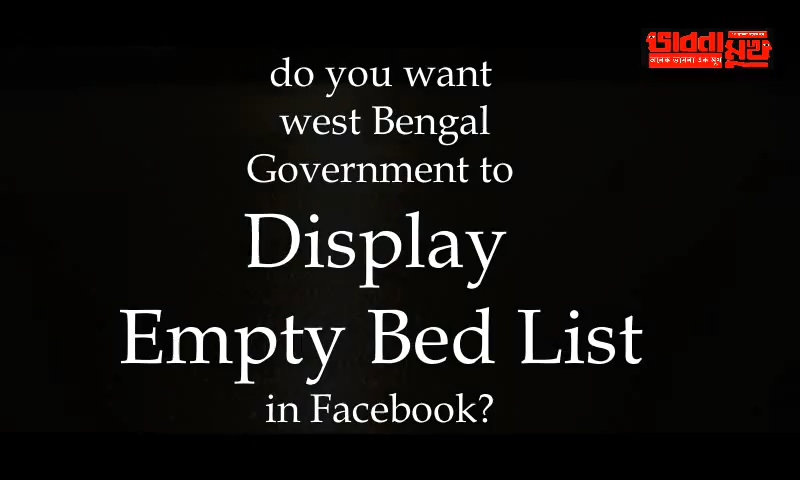 do you want
west Bengal
Government to
Display
Empty Bed List
in Facebook?